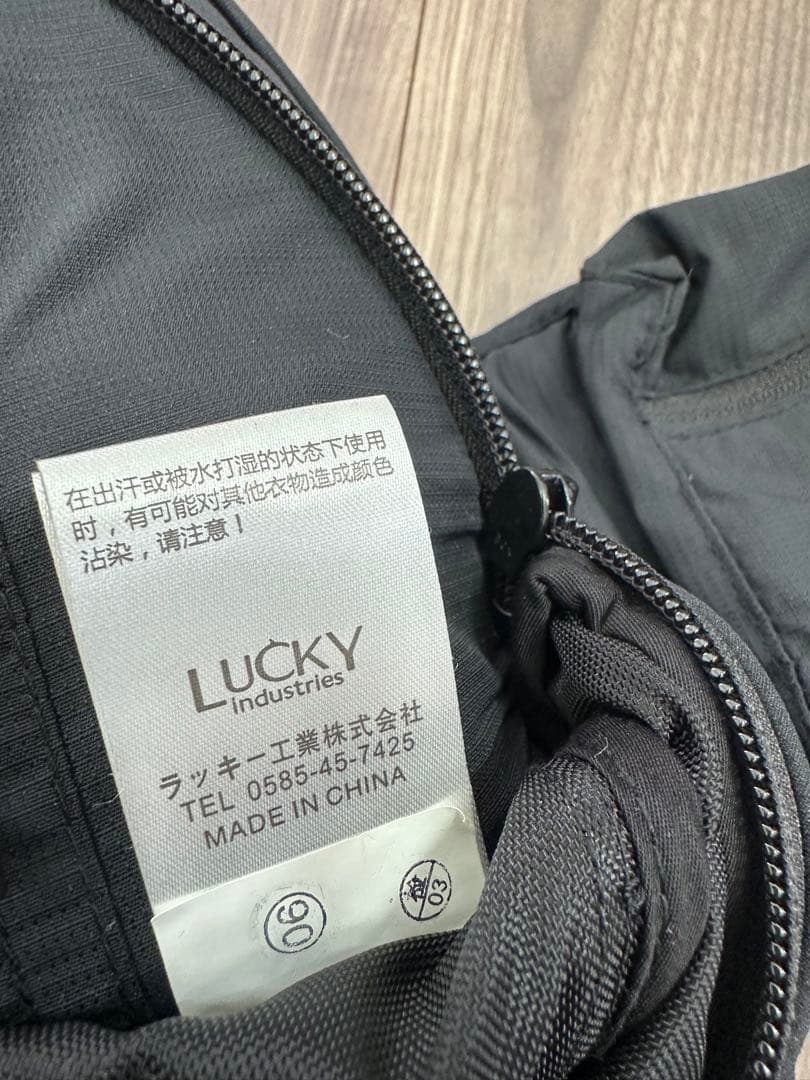 在出汗或被水打湿的状态下使用
时，有可能对其他衣物造成颜色
沾染，请注意！
LUCKY
industries
ラッキー工業株式会社
TEL 0585-45-7425
MADE IN CHINA
06
03